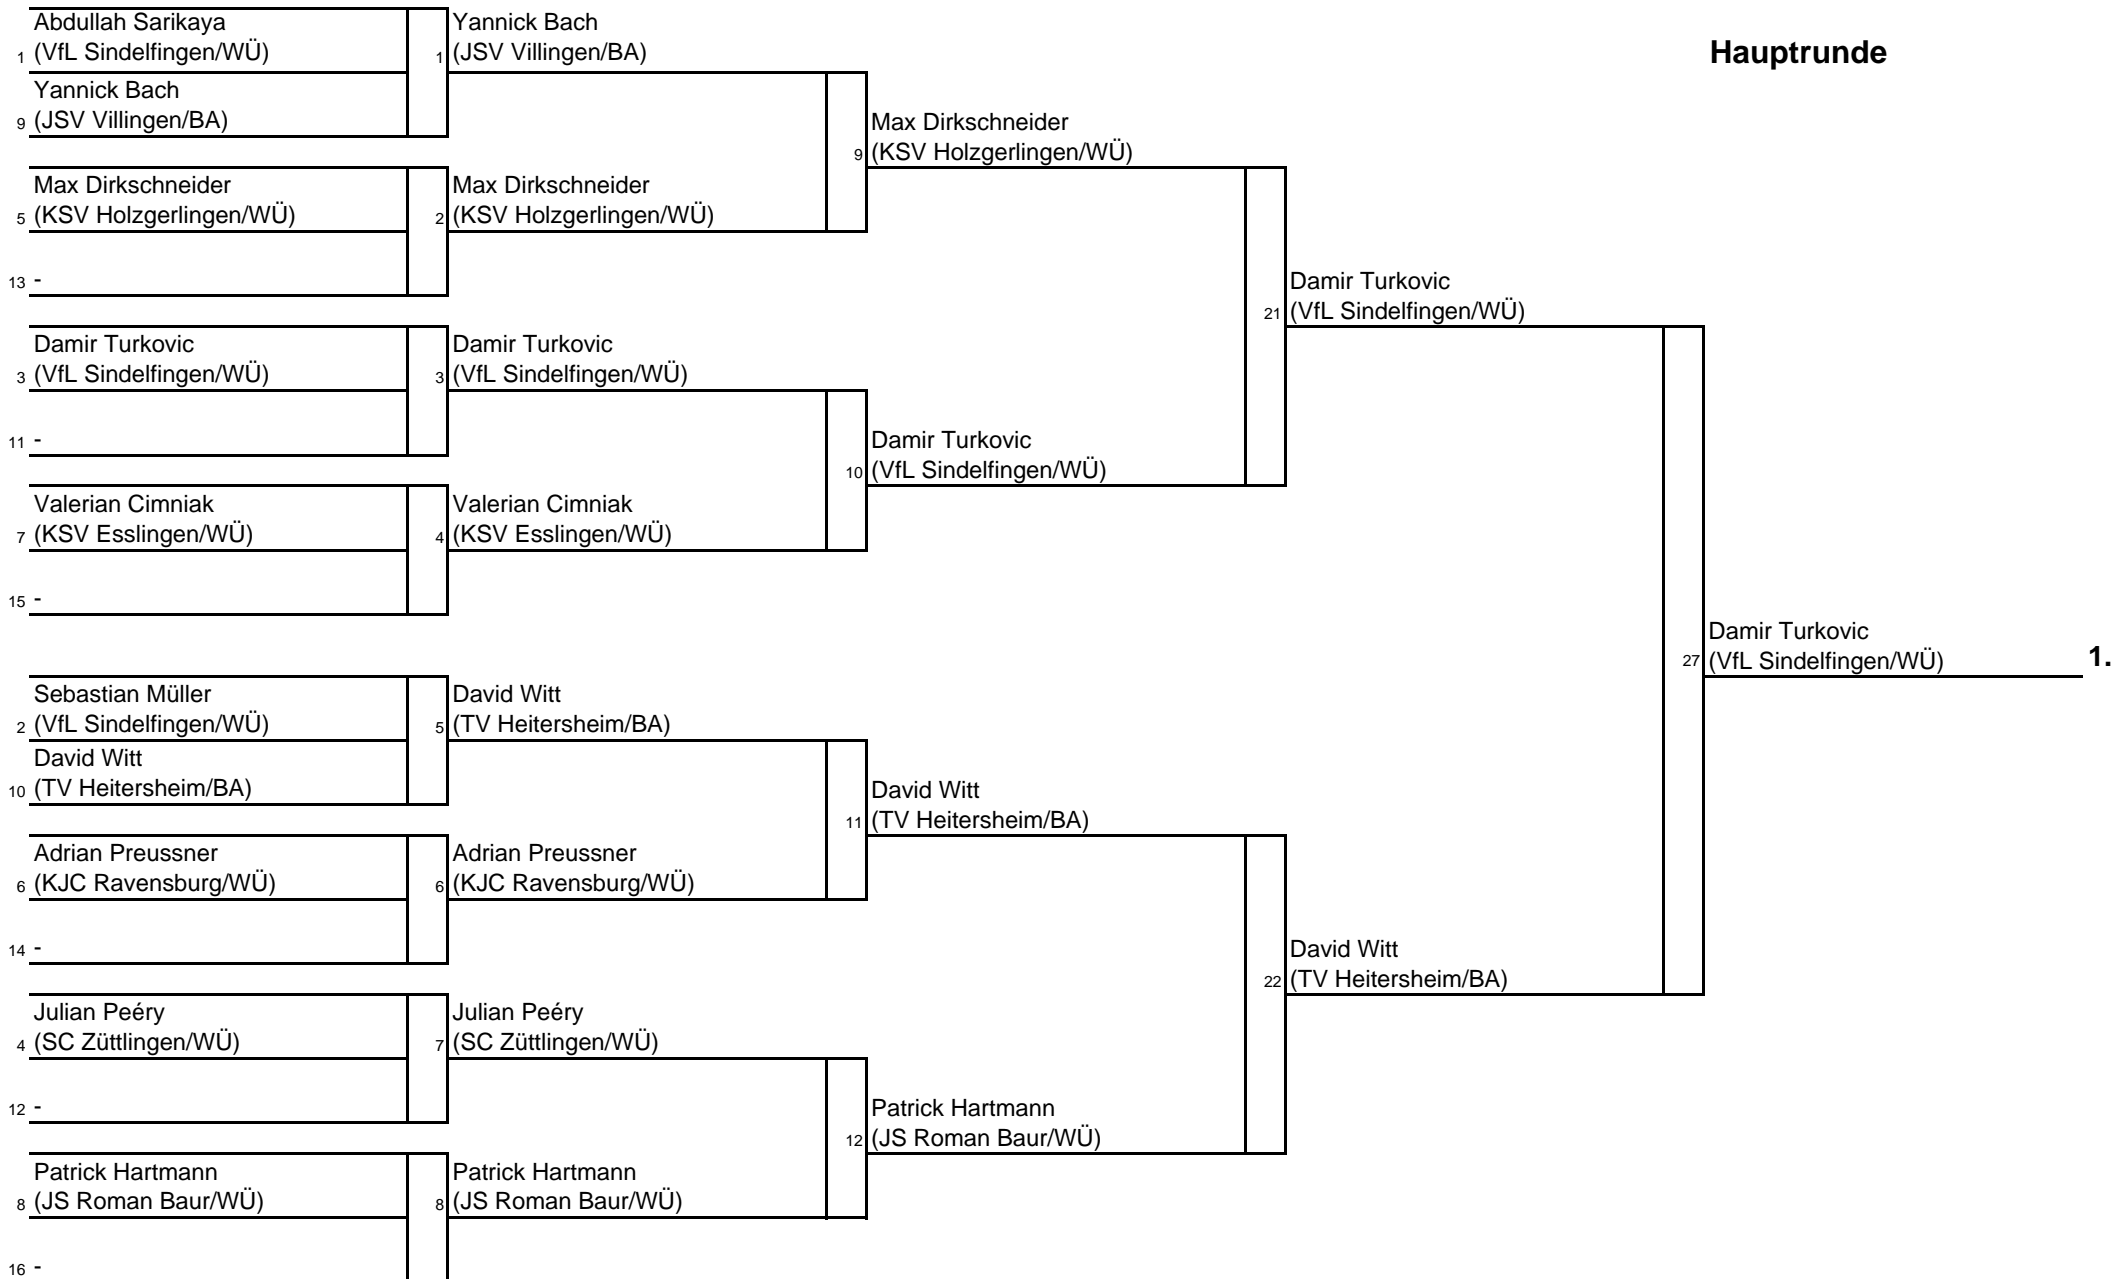 Hauptrunde
Abdullah Sarikaya
1 (VfL Sindelfingen/WÜ)
Yannick Bach
9 (JSV Villingen/BA)
Max Dirkschneider
5 (KSV Holzgerlingen/WÜ)
13 -
Damir Turkovic
3 (VfL Sindelfingen/WÜ)
11 -
Valerian Cimniak
7 (KSV Esslingen/WÜ)
15 -
Sebastian Müller
2 (VfL Sindelfingen/WÜ)
David Witt
10 (TV Heitersheim/BA)
Adrian Preussner
6 (KJC Ravensburg/WÜ)
14 -
Julian Peéry
4 (SC Züttlingen/WÜ)
12 -
Patrick Hartmann
8 (JS Roman Baur/WÜ)
16 -
Yannick Bach
1 (JSV Villingen/BA)
Max Dirkschneider
2 (KSV Holzgerlingen/WÜ)
Damir Turkovic
3 (VfL Sindelfingen/WÜ)
Valerian Cimniak
4 (KSV Esslingen/WÜ)
David Witt
5 (TV Heitersheim/BA)
Adrian Preussner
6 (KJC Ravensburg/WÜ)
Julian Peéry
7 (SC Züttlingen/WÜ)
Patrick Hartmann
8 (JS Roman Baur/WÜ)
Max Dirkschneider
9 (KSV Holzgerlingen/WÜ)
Damir Turkovic
10 (VfL Sindelfingen/WÜ)
David Witt
11 (TV Heitersheim/BA)
Patrick Hartmann
12 (JS Roman Baur/WÜ)
Damir Turkovic
21 (VfL Sindelfingen/WÜ)
David Witt
22 (TV Heitersheim/BA)
Damir Turkovic
27 (VfL Sindelfingen/WÜ) 1.